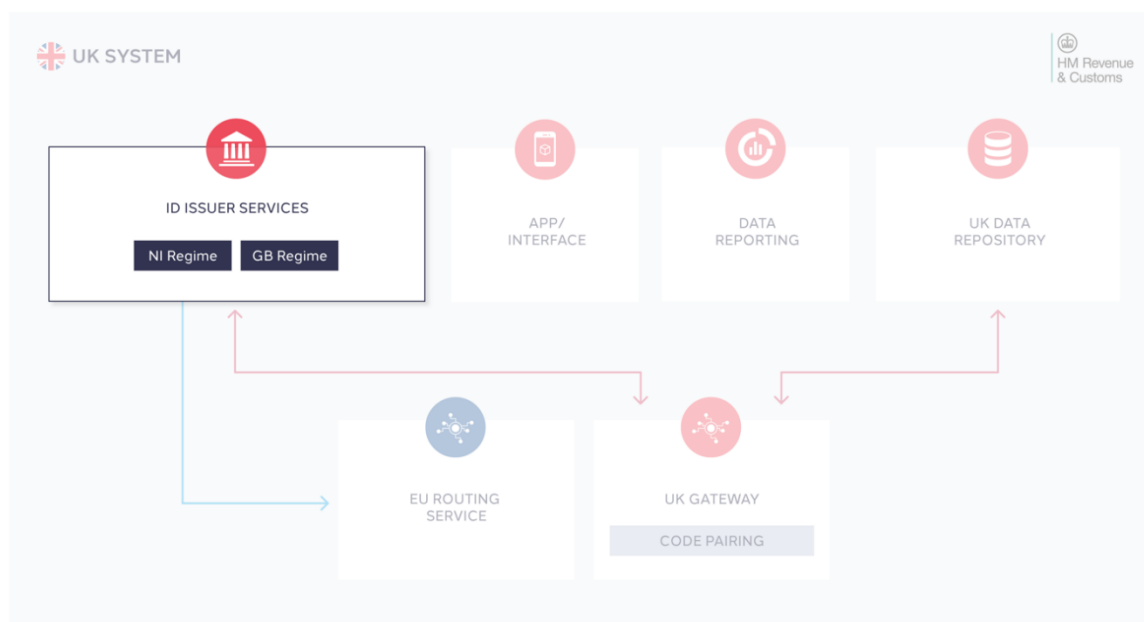 UK SYSTEM
HM Revenue
& Customs
ID ISSUER SERVICES
NI Regime
GB Regime
APP/
INTERFACE
DATA
REPORTING
UK DATA
REPOSITORY
EU ROUTING
SERVICE
UK GATEWAY
CODE PAIRING